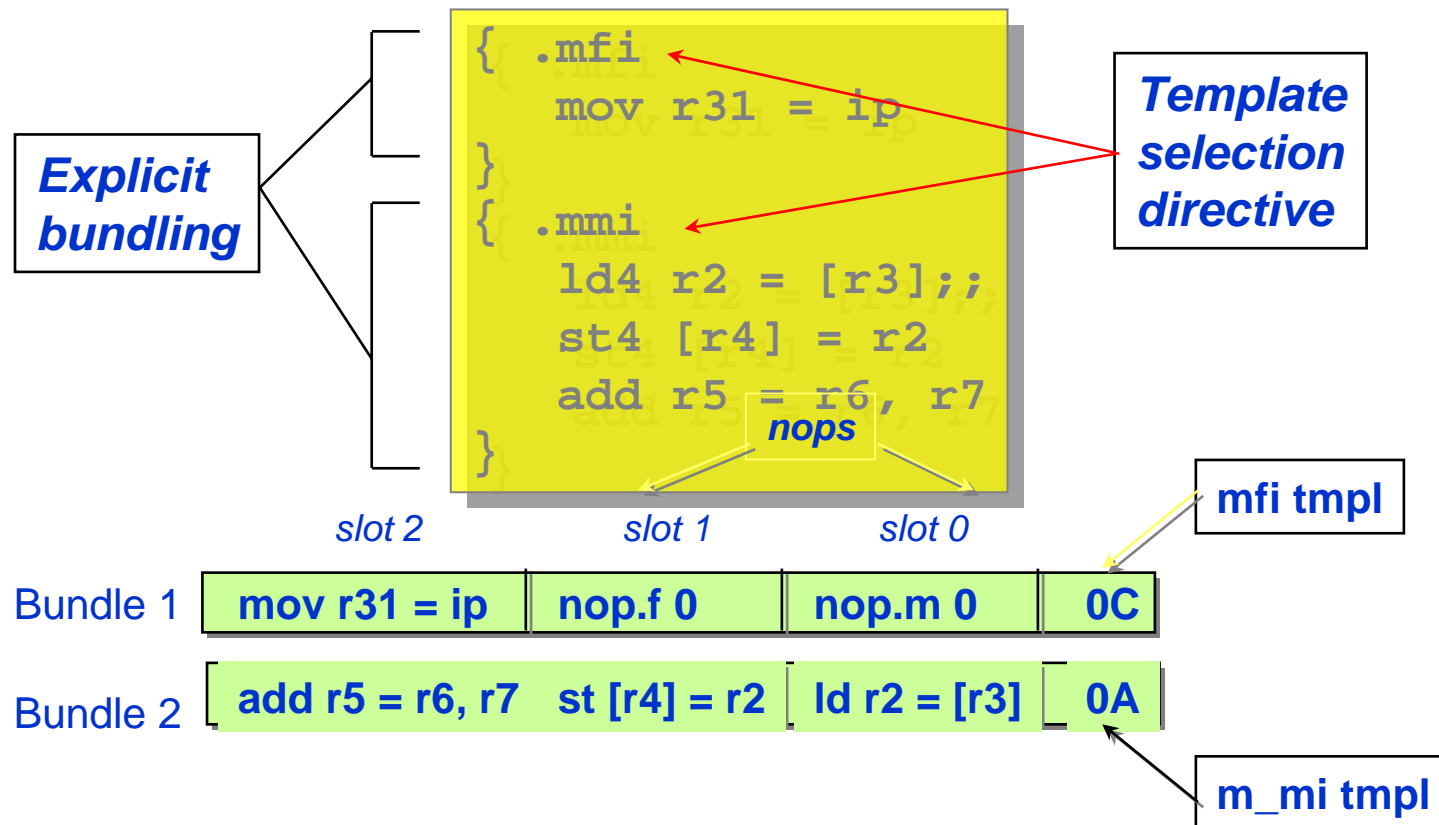 { .mfi
mov r31 = ip
}
{ .mmi
ld4 r2 = [r3];;
st4 [r4] = r2
add r5 = r6, r7
}
Explicit
bundling
Template
selection
directive
nops
mfi tmpl
slot 2 slot 1 slot 0
Bundle 1 mov r31 = ip nop.f 0 nop.m 0 0C
Bundle 2 add r5 = r6, r7 st [r4] = r2 ld r2 = [r3] 0A
m_mi tmpl